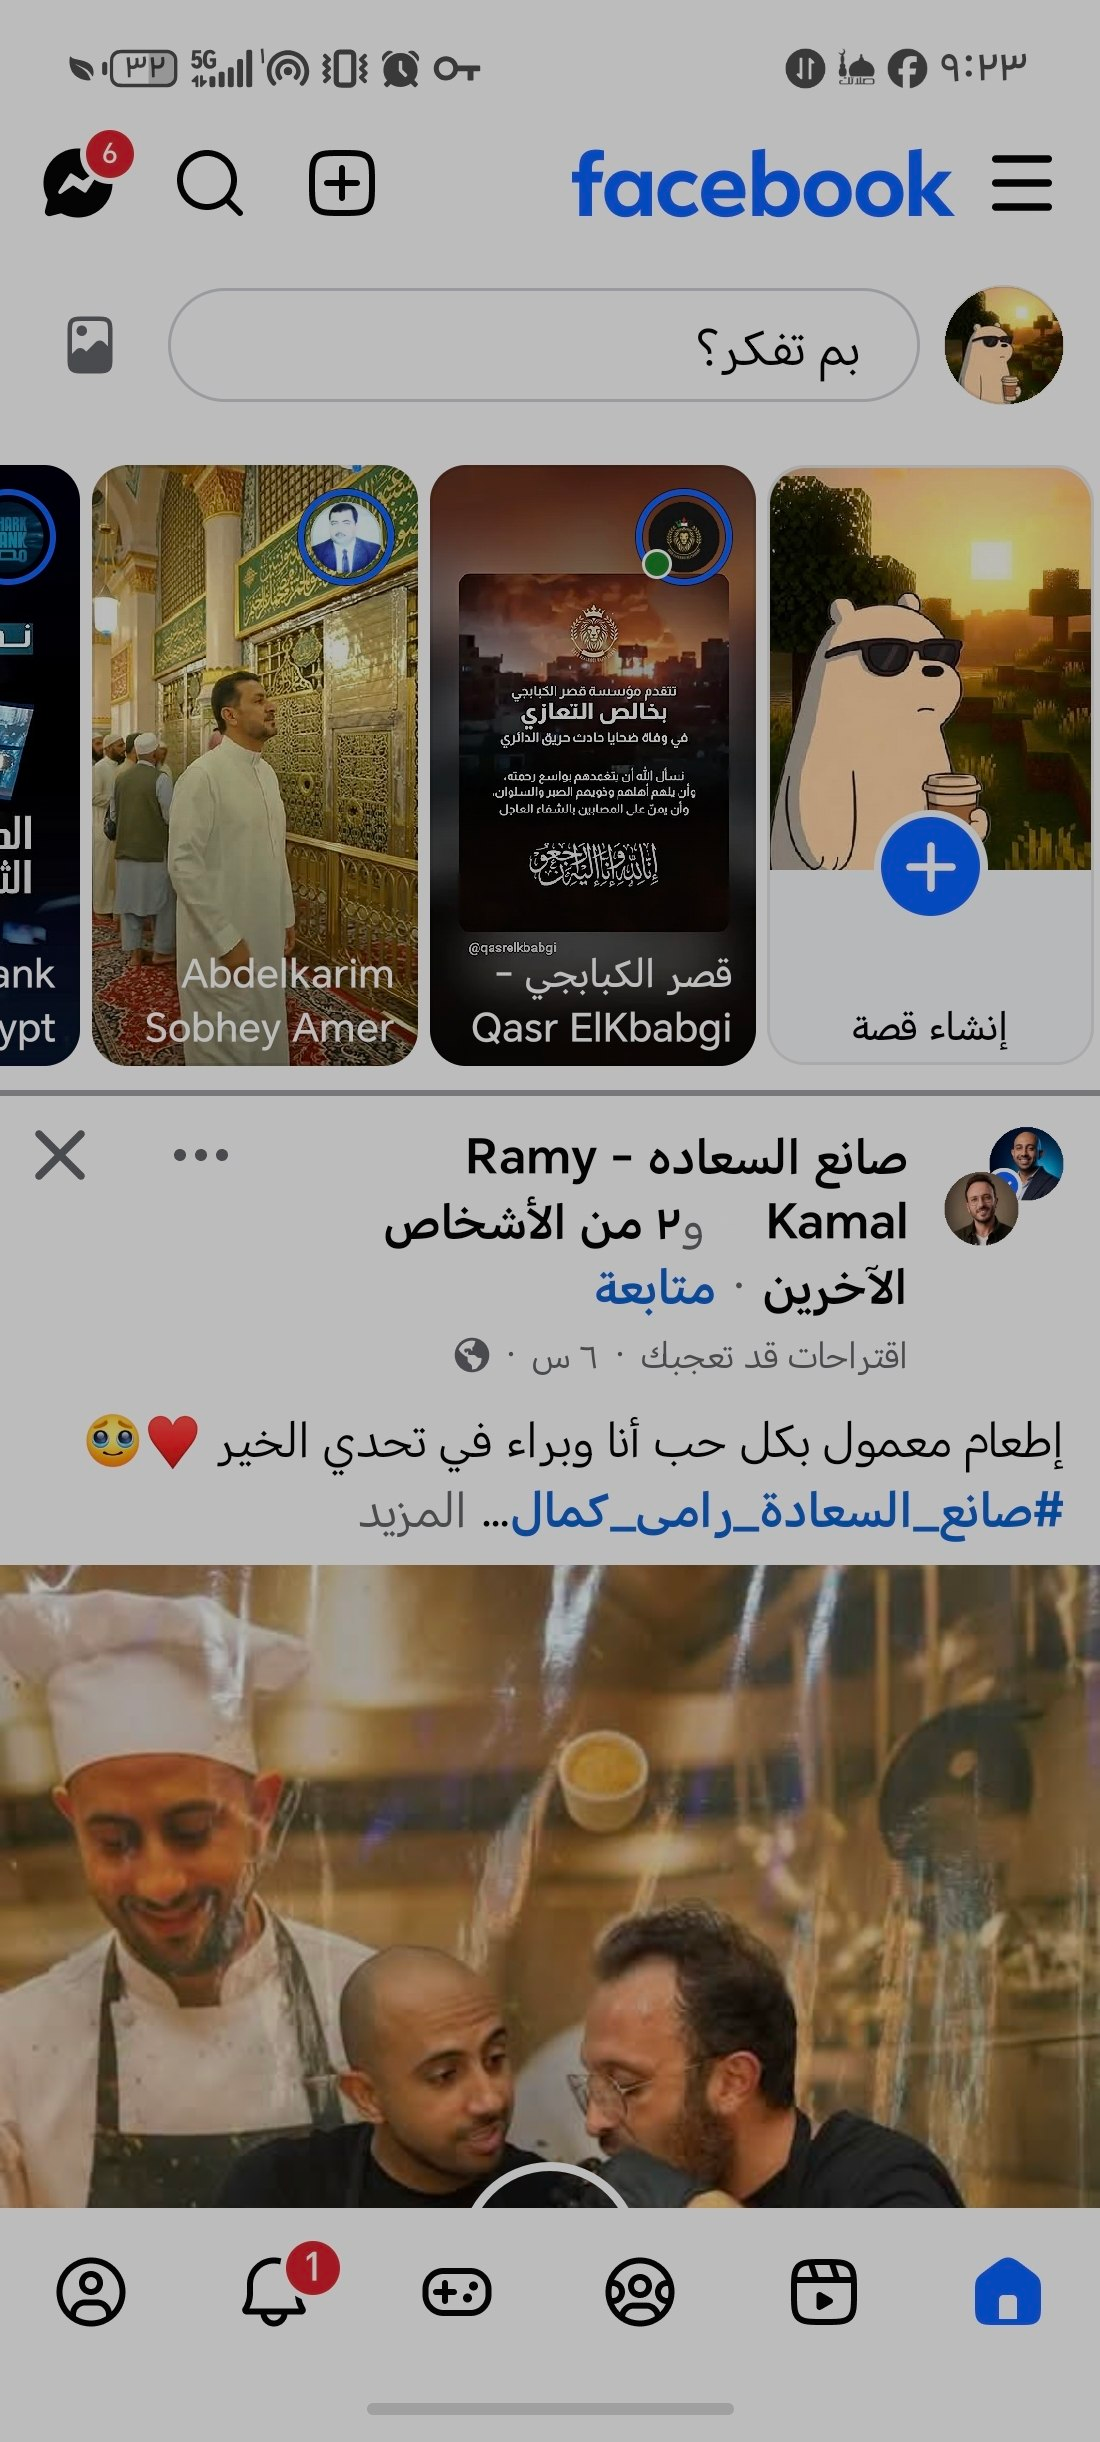 ٩:٢٣
5G
٣٢
facebook
6
بم تفكر؟
إنشاء قصة
تتقدم مؤسسة قصر الكبابجي
بخالص التعازي
في وفاة ضحايا حادث حريق الدائري
نسأل الله أن يتغمدهم بواسع رحمته،
وأن يلهم أهلهم وذويهم الصبر والسلوان،
وأن يمنّ على المصابين بالشفاء العاجل
إنا لله وإنا إليه راجعون
@qasrelkbabgi
قصر الكبابجي -
Qasr ElKbabgi
Abdelkarim
Sobhey Amer
ank
ypt
صانع السعاده - Ramy
Kamal و٢ من الأشخاص
الآخرين · متابعة
اقتراحات قد تعجبك · ٦ س ·
إطعام معمول بكل حب أنا وبراء في تحدي الخير ♥️🥹
#صانع_السعادة_رامى_كمال... المزيد
1